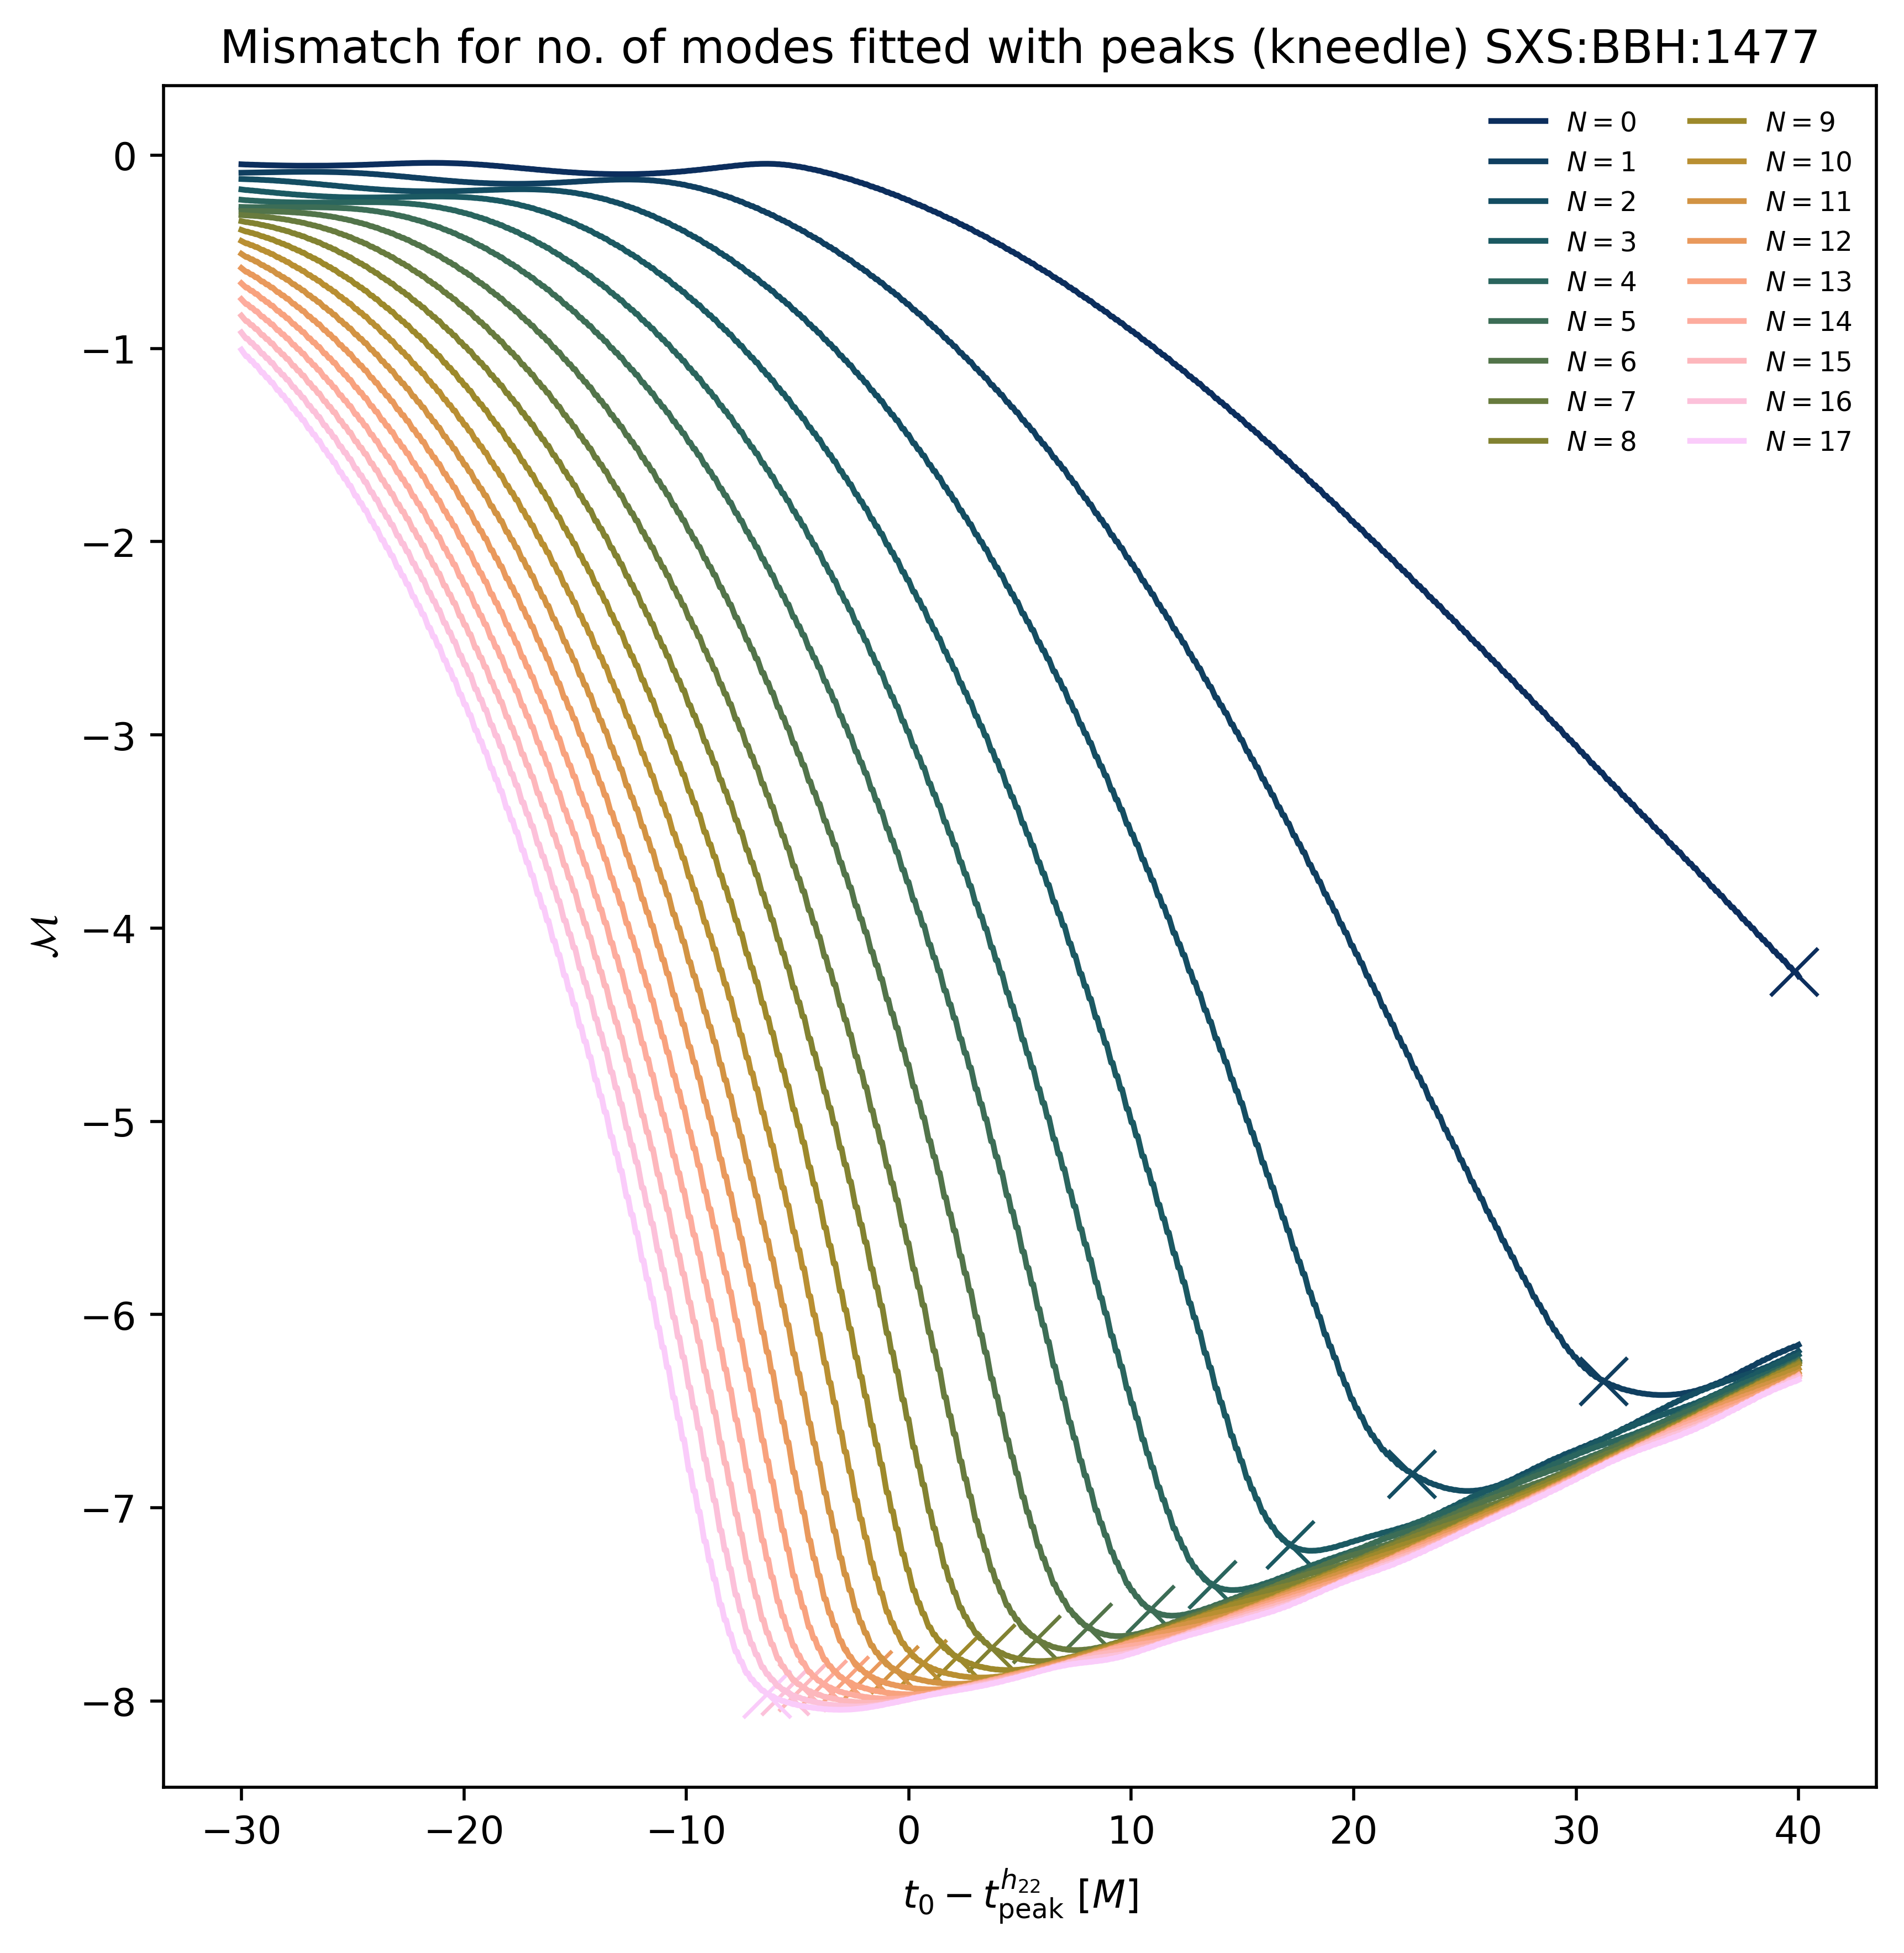 Mismatch for no. of modes fitted with peaks (kneedle) SXS:BBH:1477
N = 0
N = 1
N = 2
N = 3
N = 4
N = 5
N = 6
N = 7
N = 8
N = 9
N = 10
N = 11
N = 12
N = 13
N = 14
N = 15
N = 16
N = 17
0
−1
−2
−3
−4
−5
−6
−7
−8
ℳ
−30 −20 −10 0 10 20 30 40
t₀ − t_peak^h₂₂ [M]